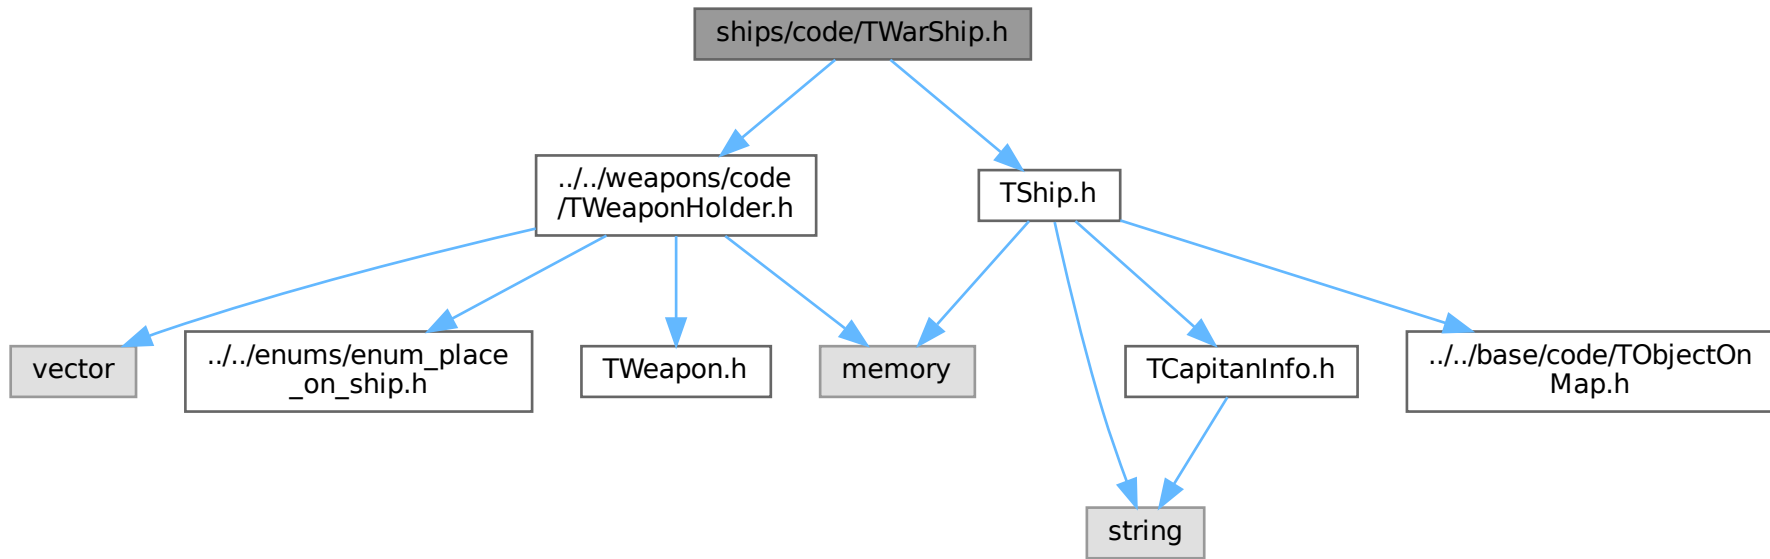 ships/code/TWarShip.h
../../weapons/code
/TWeaponHolder.h
TShip.h
vector
../../enums/enum_place
_on_ship.h
TWeapon.h
memory
TCapitanInfo.h
../../base/code/TObjectOn
Map.h
string